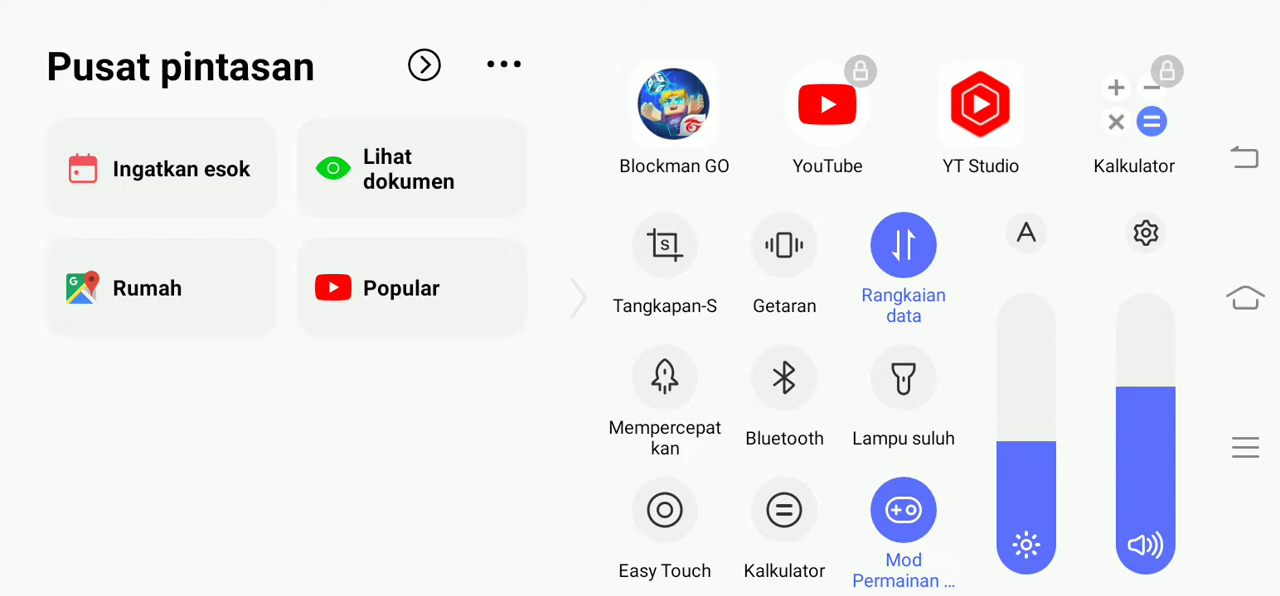 Pusat pintasan
Ingatkan esok
Lihat
dokumen
Rumah
Popular
Blockman GO
YouTube
YT Studio
Kalkulator
Tangkapan-S
Getaran
Rangkaian
data
A
Mempercepat
kan
Bluetooth
Lampu suluh
Easy Touch
Kalkulator
Mod
Permainan ...